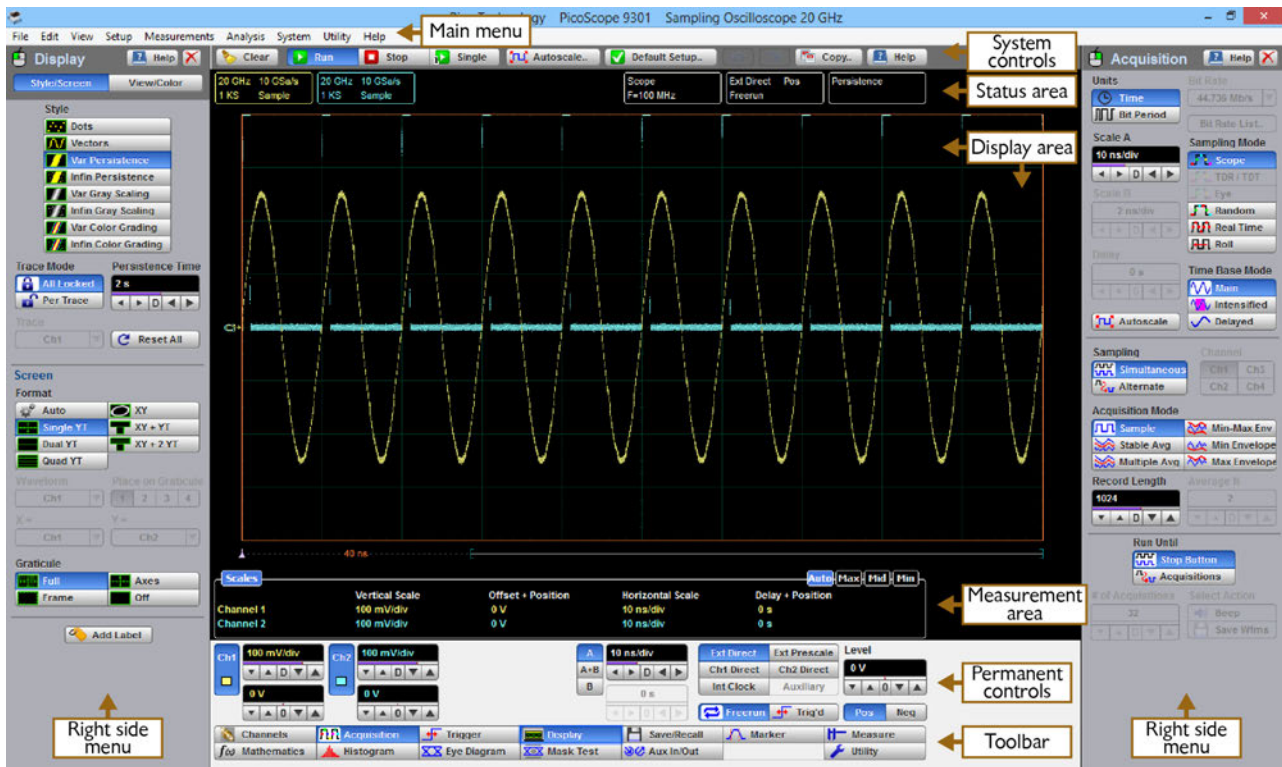 Pico Technology PicoScope 9301 Sampling Oscilloscope 20 GHz
File Edit View Setup Measurements Analysis System Utility Help
Main menu
System controls
Display Help
Clear Run Stop Single Autoscale.. Default Setup.. Copy.. Help
Acquisition Help
Style/Screen View/Color
20 GHz 10 GSa/s
1 KS Sample
20 GHz 10 GSa/s
1 KS Sample
Scope
F=100 MHz
Ext Direct Pos
Freerun
Persistence
Status area
Display area
Style
Dots
Vectors
Var Persistence
Infin Persistence
Var Gray Scaling
Infin Gray Scaling
Var Color Grading
Infin Color Grading
Trace Mode
All Locked
Per Trace
Persistence Time
2 s
D
Trace
Ch1
Reset All
Screen
Format
Auto XY
Single YT XY + YT
Dual YT XY + 2 YT
Quad YT
Waveform
Ch1
Place on Graticule
1 2 3 4
X =
Ch1
Y =
Ch2
Graticule
Full Axes
Frame Off
Add Label
Right side menu
C1+
40 ns
Units
Time
Bit Period
Bit Rate
44.736 Mb/s
Bit Rate List..
Scale A
10 ns/div
D
Scale B
2 ns/div
D
Delay
0 s
D
Autoscale
Sampling Mode
Scope
TDR / TDT
Eye
Random
Real Time
Roll
Time Base Mode
Main
Intensified
Delayed
Sampling
Simultaneous
Alternate
Channel
Ch1 Ch3
Ch2 Ch4
Acquisition Mode
Sample Min-Max Env
Stable Avg Min Envelope
Multiple Avg Max Envelope
Record Length
1024
D
Average N
2
D
Run Until
Stop Button
Acquisitions
# of Acquisitions
32
D
Select Action
Beep
Save Wfms
Right side menu
Scales Auto Max Mid Min
Vertical Scale Offset + Position Horizontal Scale Delay + Position
Channel 1 100 mV/div 0 V 10 ns/div 0 s
Channel 2 100 mV/div 0 V 10 ns/div 0 s
Measurement area
Ch1
100 mV/div
D
0 V
0
Ch2
100 mV/div
D
0 V
0
A
A+B
B
10 ns/div
D
0 s
D
Ext Direct Ext Prescale
Ch1 Direct Ch2 Direct
Int Clock Auxiliary
Freerun Trig'd
Level
0 V
0
Pos Neg
Permanent controls
Channels Acquisition Trigger Display Save/Recall Marker Measure
f(x) Mathematics Histogram Eye Diagram Mask Test Aux In/Out Utility
Toolbar